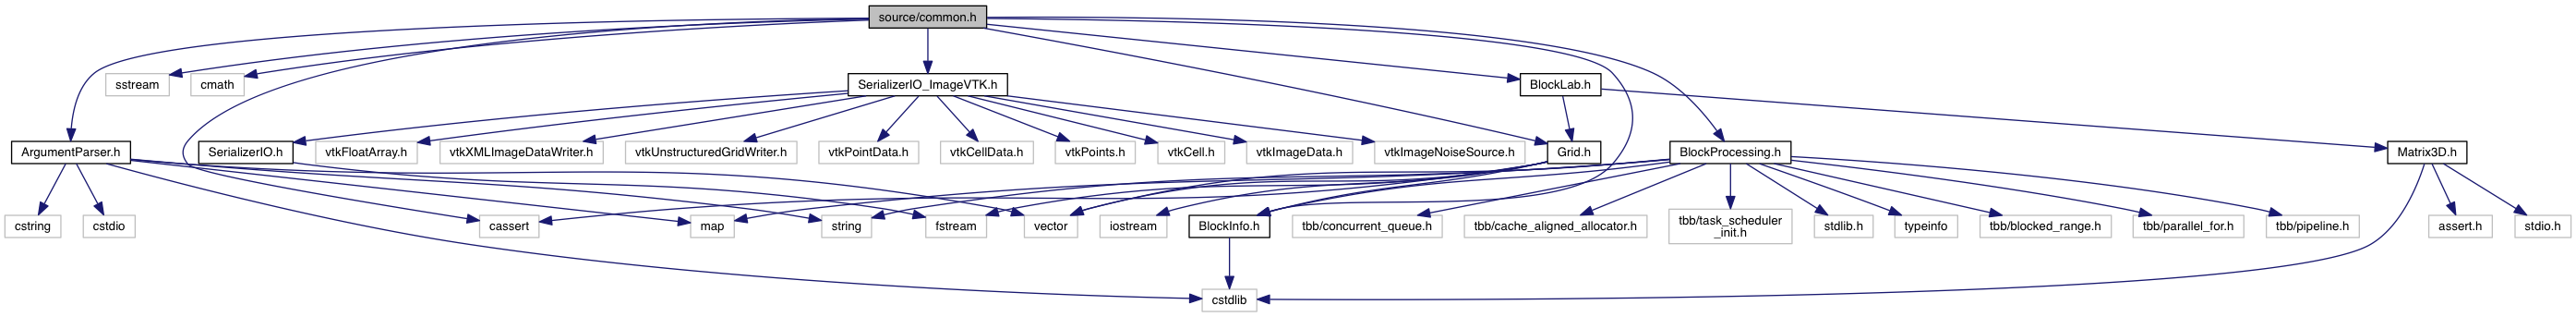 source/common.h
sstream
cmath
SerializerIO_ImageVTK.h
BlockLab.h
ArgumentParser.h
SerializerIO.h
vtkFloatArray.h
vtkXMLImageDataWriter.h
vtkUnstructuredGridWriter.h
vtkPointData.h
vtkCellData.h
vtkPoints.h
vtkCell.h
vtkImageData.h
vtkImageNoiseSource.h
Grid.h
BlockProcessing.h
Matrix3D.h
cstring
cstdio
cassert
map
string
fstream
vector
iostream
BlockInfo.h
tbb/concurrent_queue.h
tbb/cache_aligned_allocator.h
tbb/task_scheduler
_init.h
stdlib.h
typeinfo
tbb/blocked_range.h
tbb/parallel_for.h
tbb/pipeline.h
assert.h
stdio.h
cstdlib